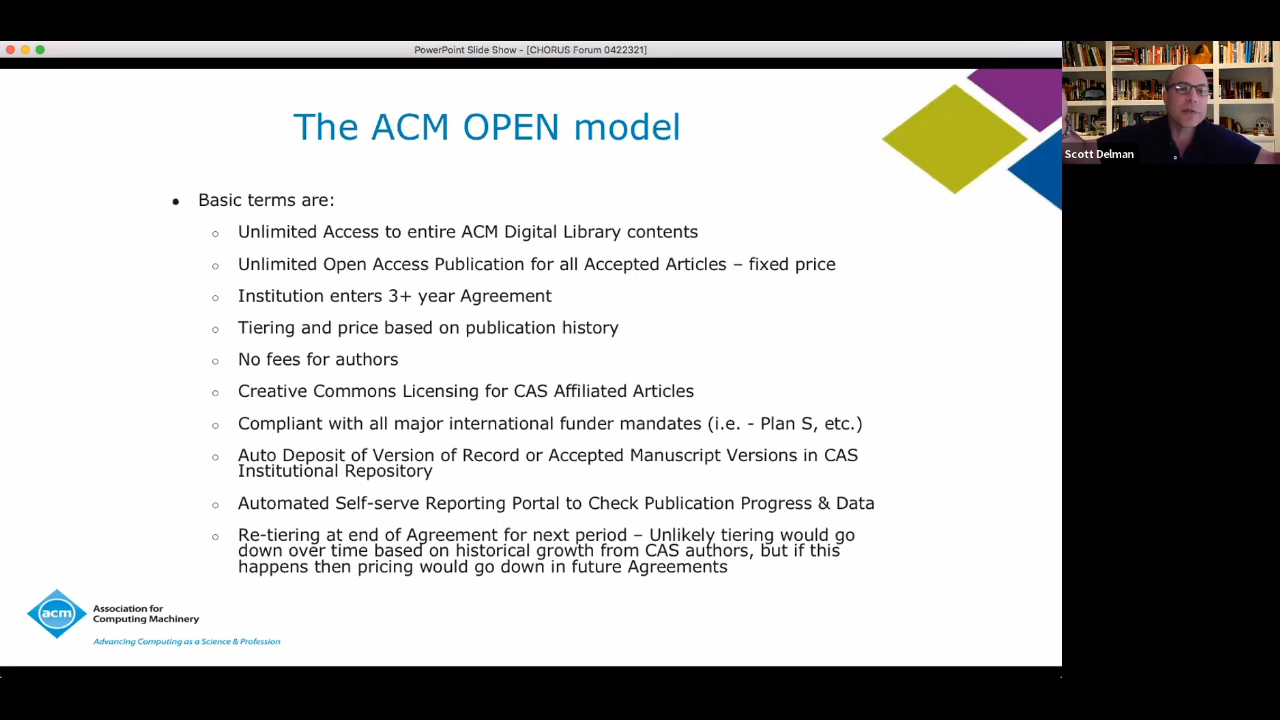 PowerPoint Slide Show - [CHORUS Forum 0422321]
The ACM OPEN model
Scott Delman
• Basic terms are:
○ Unlimited Access to entire ACM Digital Library contents
○ Unlimited Open Access Publication for all Accepted Articles – fixed price
○ Institution enters 3+ year Agreement
○ Tiering and price based on publication history
○ No fees for authors
○ Creative Commons Licensing for CAS Affiliated Articles
○ Compliant with all major international funder mandates (i.e. - Plan S, etc.)
○ Auto Deposit of Version of Record or Accepted Manuscript Versions in CAS
Institutional Repository
○ Automated Self-serve Reporting Portal to Check Publication Progress & Data
○ Re-tiering at end of Agreement for next period – Unlikely tiering would go
down over time based on historical growth from CAS authors, but if this
happens then pricing would go down in future Agreements
acm
Association for
Computing Machinery
Advancing Computing as a Science & Profession